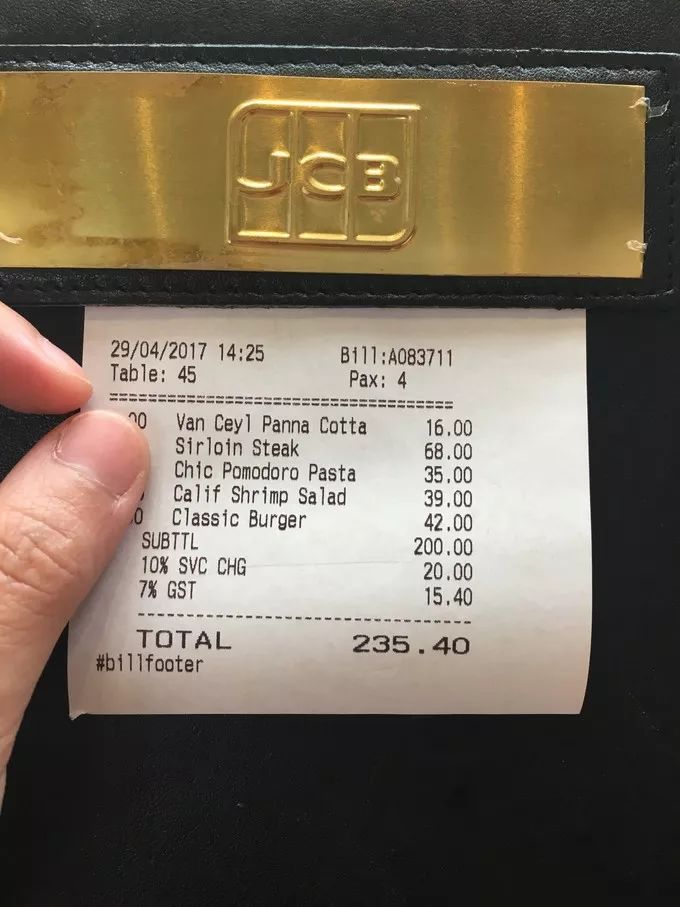 JCB
29/04/2017 14:25 Bill:A083711
Table: 45 Pax: 4
==========================================
00 Van Ceyl Panna Cotta 16.00
Sirloin Steak 68.00
Chic Pomodoro Pasta 35.00
Calif Shrimp Salad 39.00
0 Classic Burger 42.00
SUBTTL 200.00
10% SVC CHG 20.00
7% GST 15.40
------------------------------------------
TOTAL 235.40
#billfooter